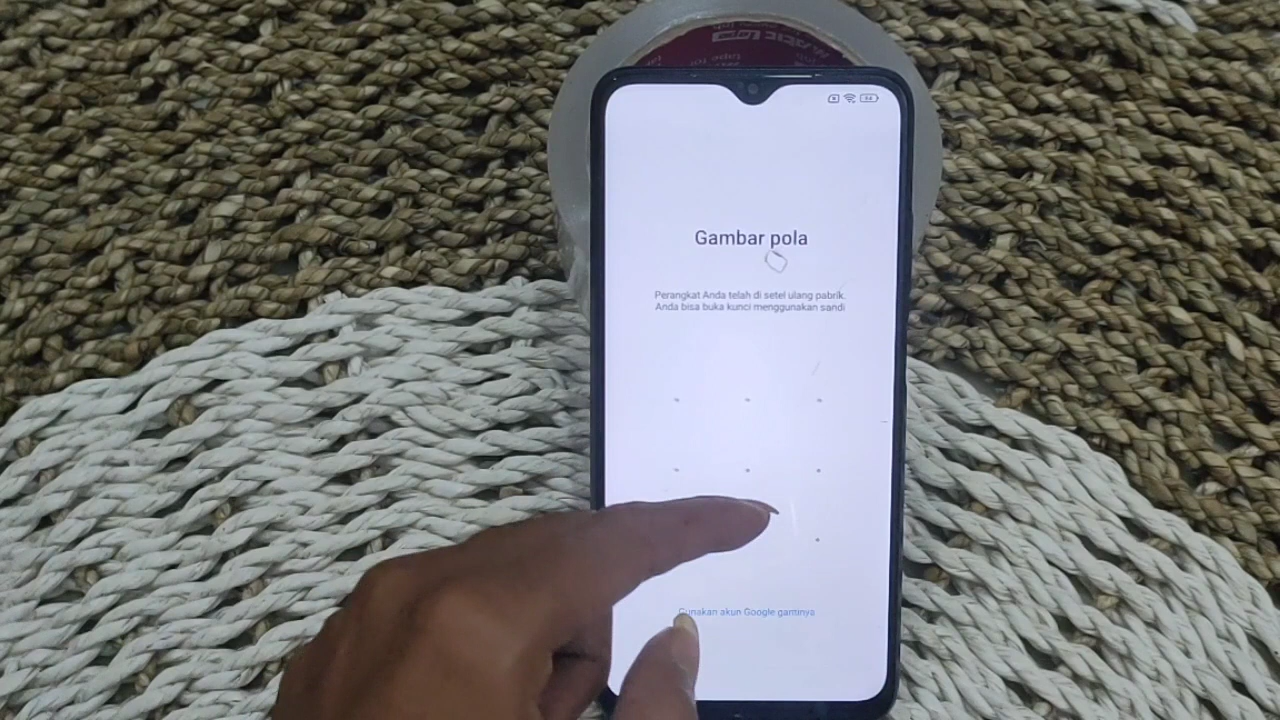 Gambar pola
Perangkat Anda telah di setel ulang pabrik.
Anda bisa buka kunci menggunakan sandi
Gunakan akun Google gantinya